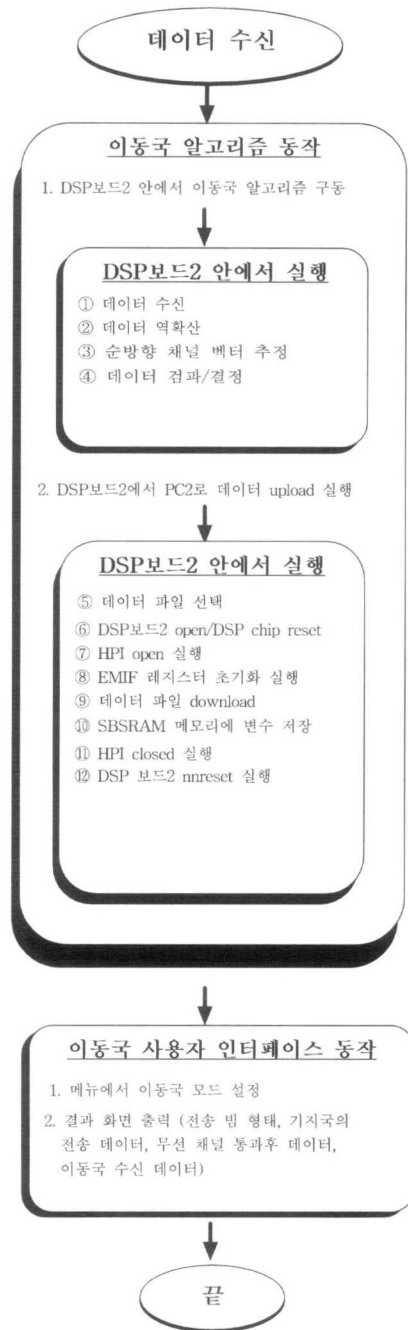 데이터 수신
이동국 알고리즘 동작
1. DSP보드2 안에서 이동국 알고리즘 구동
DSP보드2 안에서 실행
① 데이터 수신
② 데이터 역확산
③ 순방향 채널 벡터 추정
④ 데이터 검파/결정
2. DSP보드2에서 PC2로 데이터 upload 실행
DSP보드2 안에서 실행
⑤ 데이터 파일 선택
⑥ DSP보드2 open/DSP chip reset
⑦ HPI open 실행
⑧ EMIF 레지스터 초기화 실행
⑨ 데이터 파일 download
⑩ SBSRAM 메모리에 변수 저장
⑪ HPI closed 실행
⑫ DSP 보드2 nnreset 실행
이동국 사용자 인터페이스 동작
1. 메뉴에서 이동국 모드 설정
2. 결과 화면 출력 (전송 빔 형태, 기지국의
전송 데이터, 무선 채널 통과후 데이터,
이동국 수신 데이터)
끝